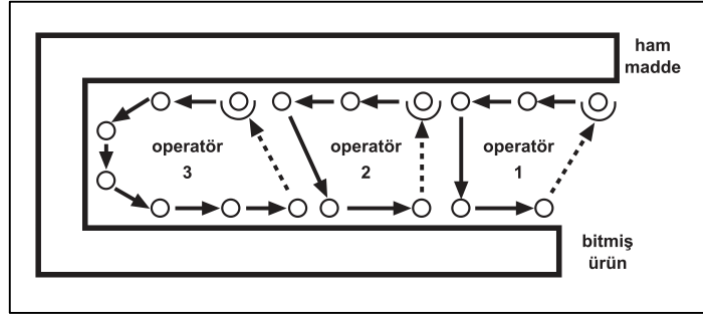 ham
madde
operatör
3
operatör
2
operatör
1
bitmiş
ürün